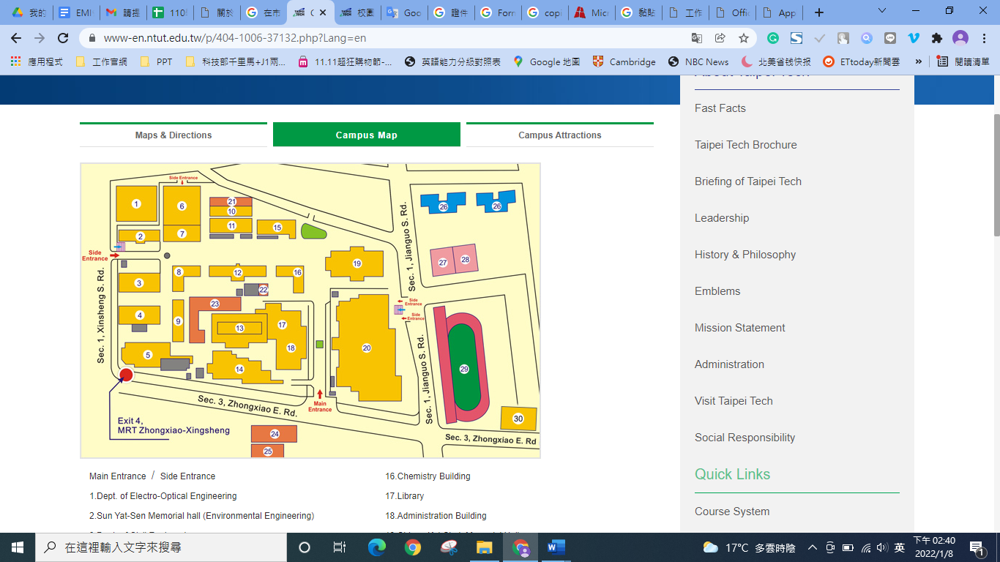 我的
EMI
請提
110
關於
在市
C
校園
Goo
證件
Forr
copi
Micr
黏貼
工作
Offic
App
www-en.ntut.edu.tw/p/404-1006-37132.php?Lang=en
應用程式
工作官網
PPT
科技部千里馬+J1兩...
11.11超狂購物節-...
英語能力分級對照表
Google 地圖
Cambridge
NBC News
北美省钱快报
ETtoday新聞雲
»
閱讀清單
Maps & Directions
Campus Map
Campus Attractions
Side Entrance
1
6
21
10
26
26
2
7
11
15
Side
Entrance
3
8
12
16
19
27
28
22
23
4
9
13
17
18
Side
Entrance
Side
Entrance
5
14
20
29
30
Sec. 1, Xinsheng S. Rd.
Sec. 1, Jianguo S. Rd.
Sec. 1, Jianguo S. Rd.
Sec. 3, Zhongxiao E. Rd.
Main
Entrance
Exit 4,
MRT Zhongxiao-Xingsheng
24
25
Sec. 3, Zhongxiao E. Rd
Main Entrance / Side Entrance
1.Dept. of Electro-Optical Engineering
2.Sun Yat-Sen Memorial hall (Environmental Engineering)
16.Chemistry Building
17.Library
18.Administration Building
About Taipei Tech
Fast Facts
Taipei Tech Brochure
Briefing of Taipei Tech
Leadership
History & Philosophy
Emblems
Mission Statement
Administration
Visit Taipei Tech
Social Responsibility
Quick Links
Course System
在這裡輸入文字來搜尋
17°C 多雲時陰
英
下午 02:40
2022/1/8
1